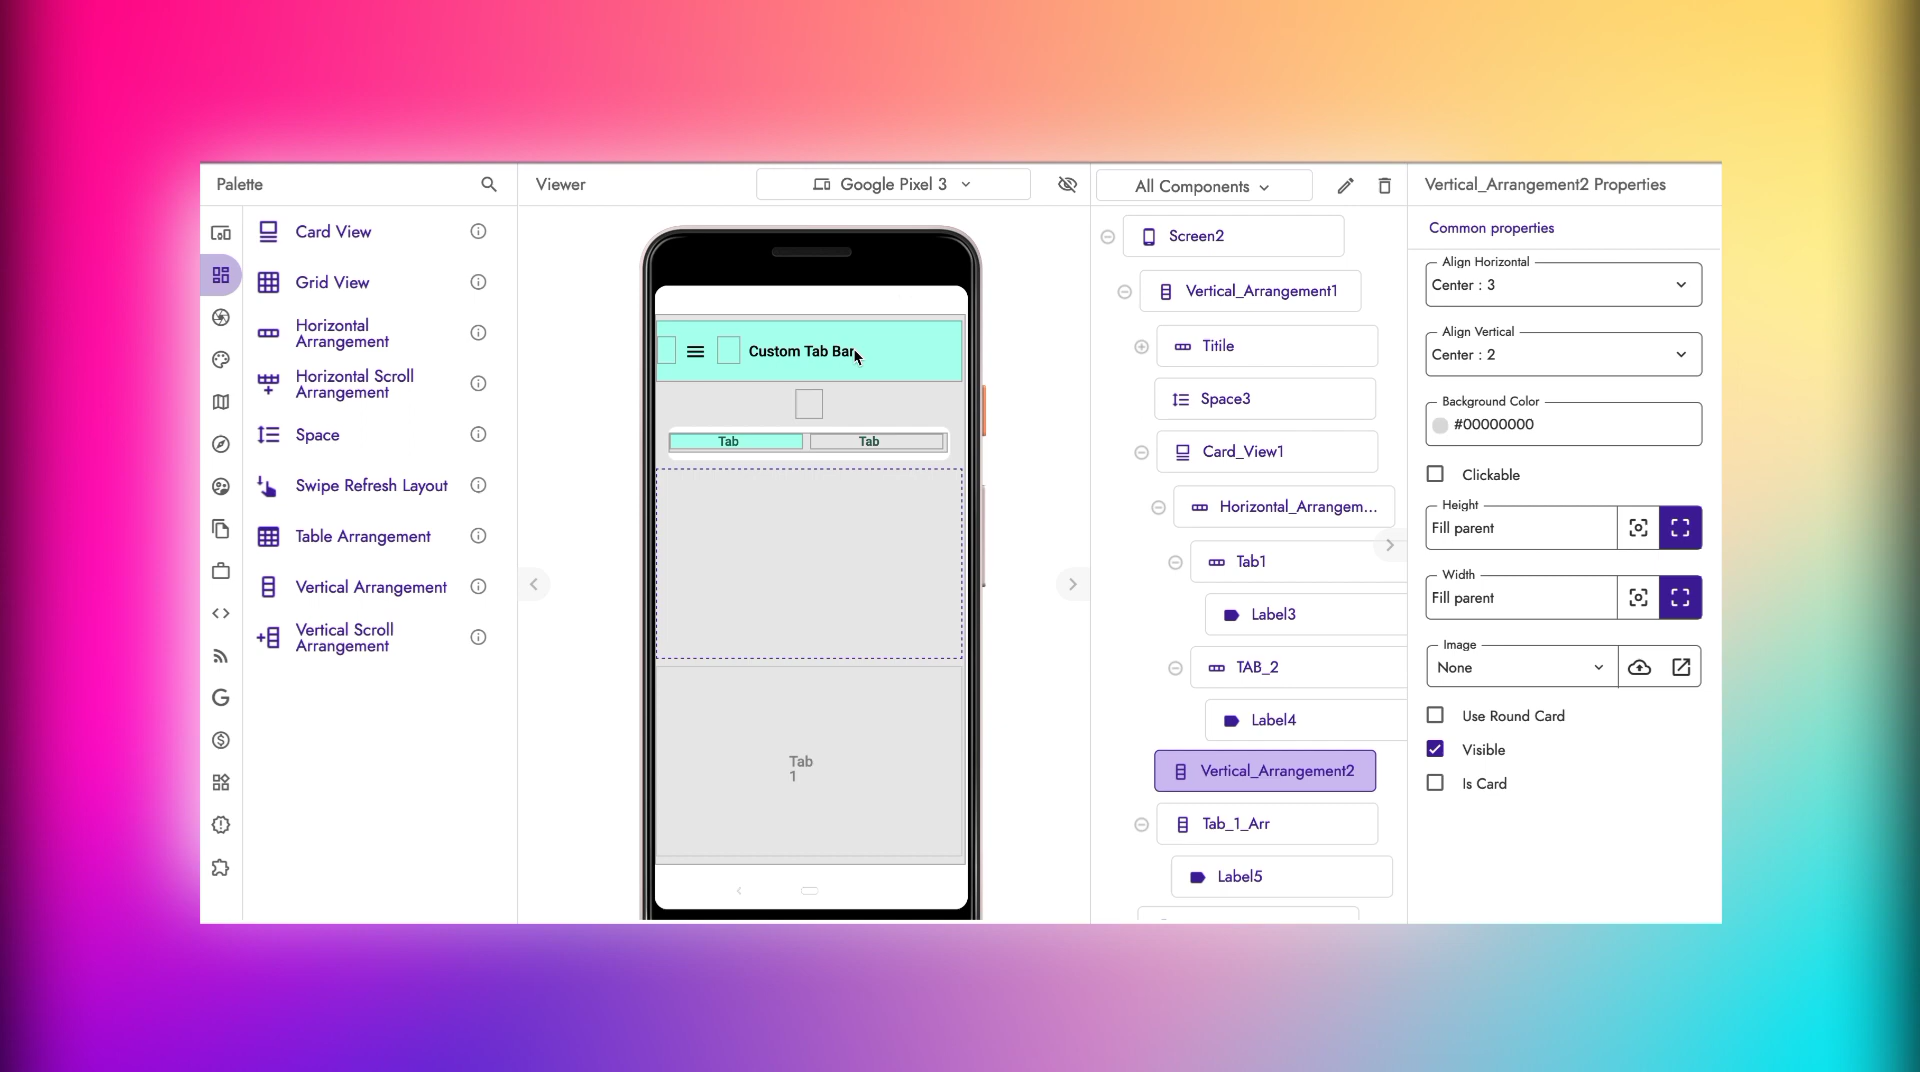 Palette
Card View
Grid View
Horizontal
Arrangement
Horizontal Scroll
Arrangement
Space
Swipe Refresh Layout
Table Arrangement
Vertical Arrangement
Vertical Scroll
Arrangement
Viewer
Google Pixel 3
Custom Tab Bar
Tab
Tab
Tab
1
All Components
Screen2
Vertical_Arrangement1
Titile
Space3
Card_View1
Horizontal_Arrangem...
Tab1
Label3
TAB_2
Label4
Vertical_Arrangement2
Tab_1_Arr
Label5
Vertical_Arrangement2 Properties
Common properties
Align Horizontal
Center : 3
Align Vertical
Center : 2
Background Color
#00000000
Clickable
Height
Fill parent
Width
Fill parent
Image
None
Use Round Card
Visible
Is Card